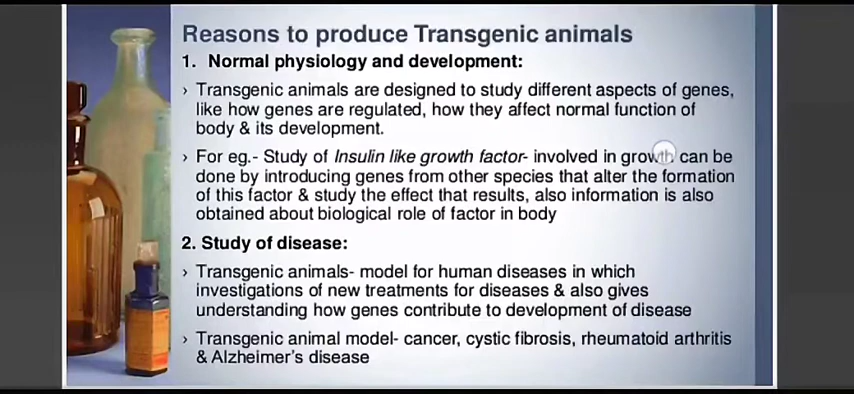 Reasons to produce Transgenic animals
1. Normal physiology and development:
› Transgenic animals are designed to study different aspects of genes,
like how genes are regulated, how they affect normal function of
body & its development.
› For eg.- Study of Insulin like growth factor- involved in growth can be
done by introducing genes from other species that alter the formation
of this factor & study the effect that results, also information is also
obtained about biological role of factor in body
2. Study of disease:
› Transgenic animals- model for human diseases in which
investigations of new treatments for diseases & also gives
understanding how genes contribute to development of disease
› Transgenic animal model- cancer, cystic fibrosis, rheumatoid arthritis
& Alzheimer's disease